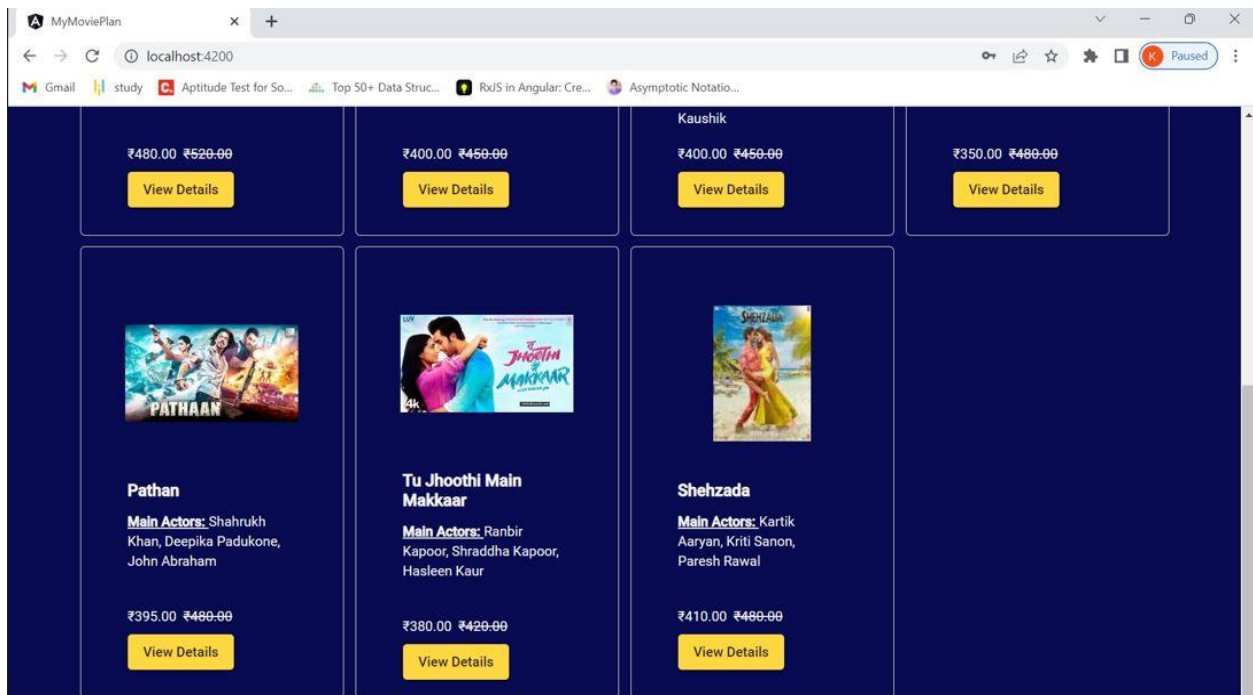 MyMoviePlan
localhost:4200
Paused
Gmail
study
Aptitude Test for So...
Top 50+ Data Struc...
RxJS in Angular: Cre...
Asymptotic Notatio...
Kaushik
₹480.00 ₹520.00
₹400.00 ₹450.00
₹400.00 ₹450.00
₹350.00 ₹480.00
View Details
View Details
View Details
View Details
PATHAAN
Pathan
Main Actors: Shahrukh
Khan, Deepika Padukone,
John Abraham
₹395.00 ₹480.00
View Details
LUV
तू
JHOOTHI
मैं
MAKKAAR
4k
Tu Jhoothi Main
Makkaar
Main Actors: Ranbir
Kapoor, Shraddha Kapoor,
Hasleen Kaur
₹380.00 ₹420.00
View Details
SHEHZADA
Shehzada
Main Actors: Kartik
Aaryan, Kriti Sanon,
Paresh Rawal
₹410.00 ₹480.00
View Details